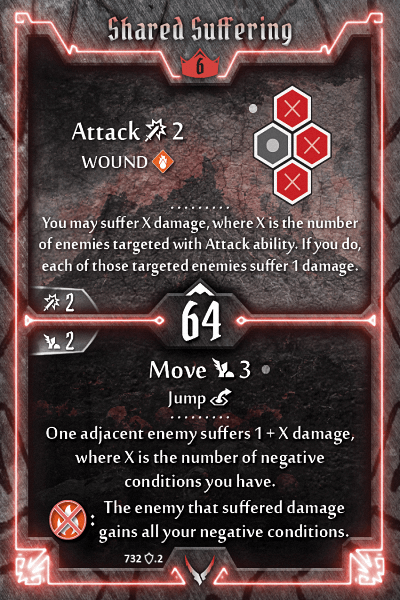 Shared Suffering
6
Attack 2
WOUND
You may suffer X damage, where X is the number
of enemies targeted with Attack ability. If you do,
each of those targeted enemies suffer 1 damage.
2
64
2
Move 3
Jump
One adjacent enemy suffers 1 + X damage,
where X is the number of negative
conditions you have.
: The enemy that suffered damage
gains all your negative conditions.
732 .2